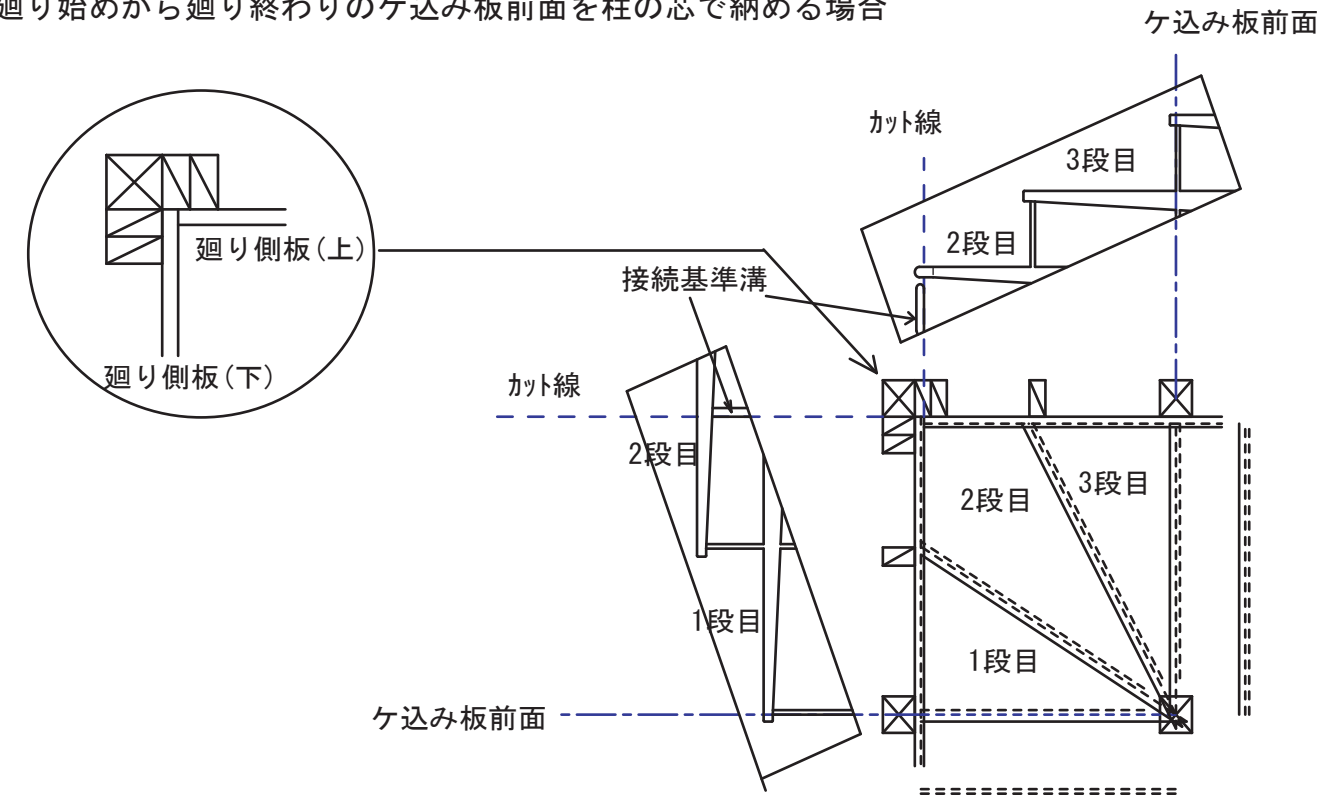 廻り始めから廻り終わりのケ込み板前面を柱の芯で納める場合
ケ込み板前面
カット線
3段目
2段目
廻り側板(上)
接続基準溝
廻り側板(下)
カット線
2段目
3段目
2段目
1段目
1段目
ケ込み板前面